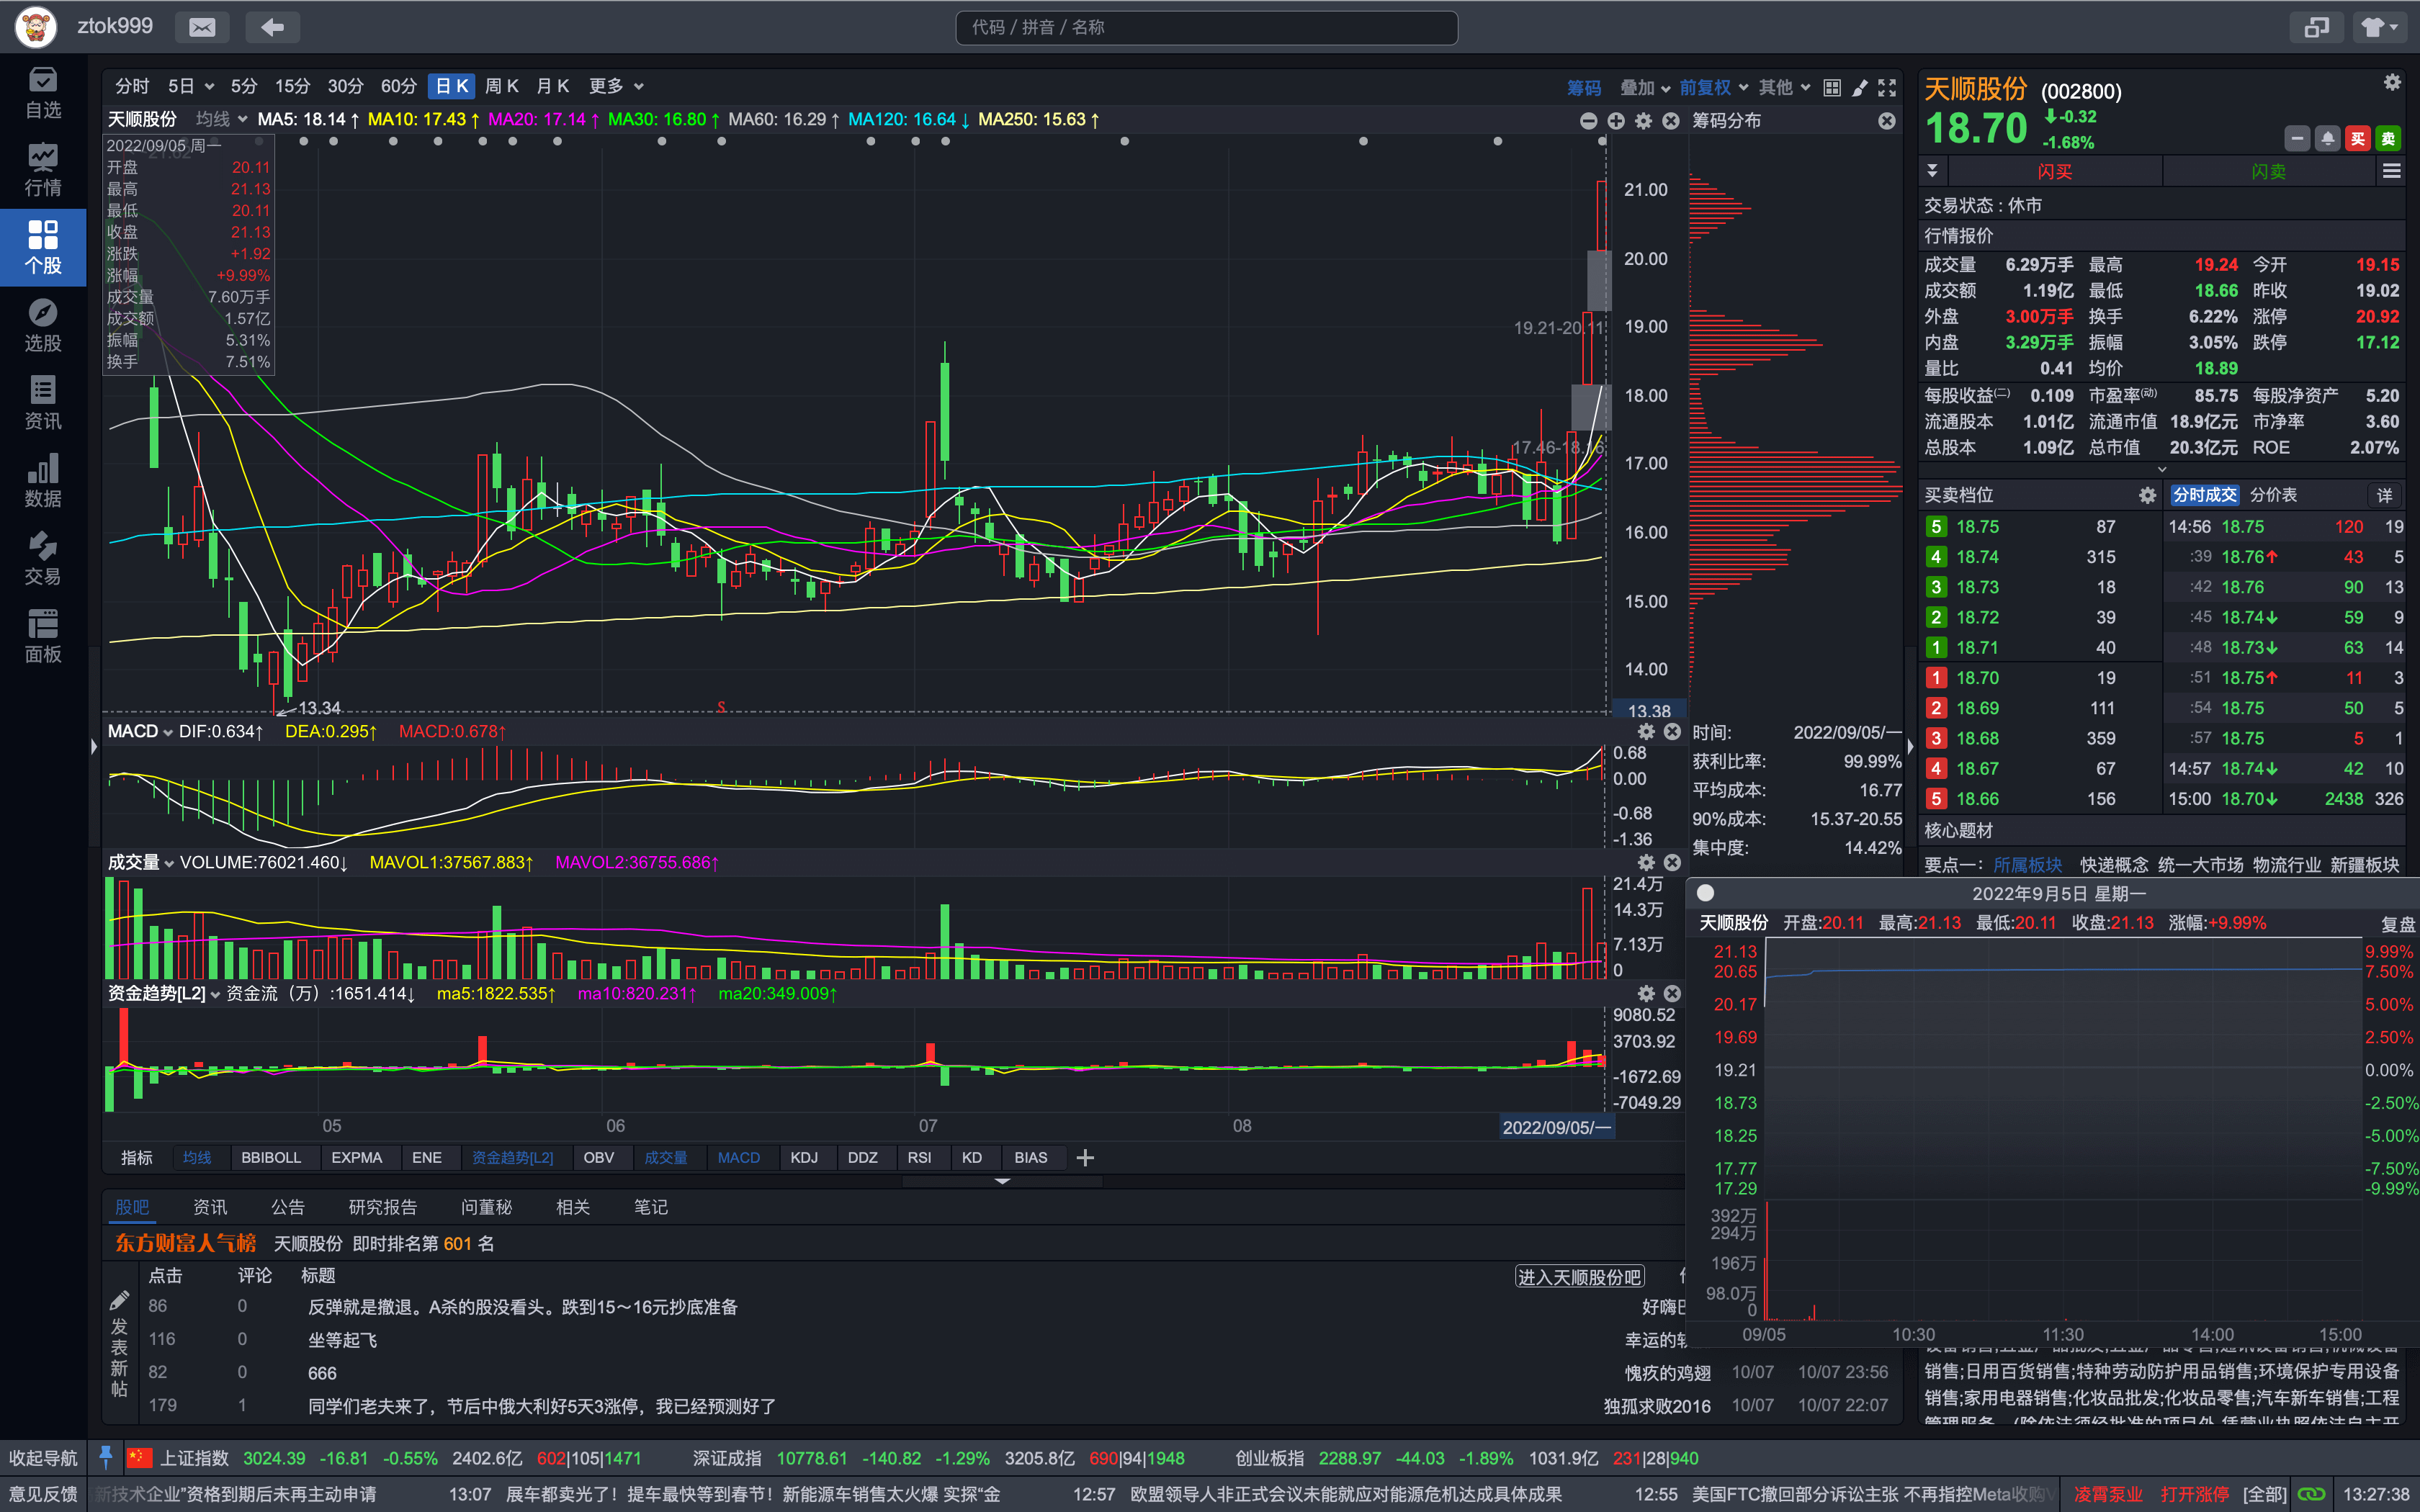 ztok999
代码 / 拼音 / 名称
自选
行情
个股
选股
资讯
数据
交易
面板
分时 5日 5分 15分 30分 60分 日K 周K 月K 更多
筹码 叠加 前复权 其他
天顺股份 均线 MA5: 18.14↑ MA10: 17.43↑ MA20: 17.14↑ MA30: 16.80↑ MA60: 16.29↑ MA120: 16.64↓ MA250: 15.63↑
筹码分布
2022/09/05 周一
开盘 20.11
最高 21.13
最低 20.11
收盘 21.13
涨跌 +1.92
涨幅 +9.99%
成交量 7.60万手
成交额 1.57亿
振幅 5.31%
换手 7.51%
21.00
20.00
19.21-20.11 19.00
18.00
17.46-18.16
17.00
16.00
15.00
14.00
13.34
S
13.38
MACD DIF:0.634↑ DEA:0.295↑ MACD:0.678↑
0.68
0.00
-0.68
-1.36
成交量 VOLUME:76021.460↓ MAVOL1:37567.883↑ MAVOL2:36755.686↑
21.4万
14.3万
7.13万
0
资金趋势[L2] 资金流（万）:1651.414↓ ma5:1822.535↑ ma10:820.231↑ ma20:349.009↑
9080.52
3703.92
-1672.69
-7049.29
05 06 07 08 2022/09/05/一
指标 均线 BBIBOLL EXPMA ENE 资金趋势[L2] OBV 成交量 MACD KDJ DDZ RSI KD BIAS
时间: 2022/09/05/一
获利比率: 99.99%
平均成本: 16.77
90%成本: 15.37-20.55
集中度: 14.42%
股吧 资讯 公告 研究报告 问董秘 相关 笔记
东方财富人气榜 天顺股份 即时排名第 601 名
点击 评论 标题 进入天顺股份吧
86 0 反弹就是撤退。A杀的股没看头。跌到15～16元抄底准备 好嗨
116 0 坐等起飞 幸运的
82 0 666 愧疚的鸡翅 10/07 10/07 23:56
179 1 同学们老夫来了，节后中俄大利好5天3涨停，我已经预测好了 独孤求败2016 10/07 10/07 22:07
发表新帖
天顺股份 (002800)
18.70 -0.32
-1.68%
买 卖
闪买 闪卖
交易状态：休市
行情报价
成交量 6.29万手 最高 19.24 今开 19.15
成交额 1.19亿 最低 18.66 昨收 19.02
外盘 3.00万手 换手 6.22% 涨停 20.92
内盘 3.29万手 振幅 3.05% 跌停 17.12
量比 0.41 均价 18.89
每股收益(二) 0.109 市盈率(动) 85.75 每股净资产 5.20
流通股本 1.01亿 流通市值 18.9亿元 市净率 3.60
总股本 1.09亿 总市值 20.3亿元 ROE 2.07%
买卖档位 分时成交 分价表 详
5 18.75 87 14:56 18.75 120 19
4 18.74 315 :39 18.76↑ 43 5
3 18.73 18 :42 18.76 90 13
2 18.72 39 :45 18.74↓ 59 9
1 18.71 40 :48 18.73↓ 63 14
1 18.70 19 :51 18.75↑ 11 3
2 18.69 111 :54 18.75 50 5
3 18.68 359 :57 18.75 5 1
4 18.67 67 14:57 18.74↓ 42 10
5 18.66 156 15:00 18.70↓ 2438 326
核心题材
要点一： 所属板块 快递概念 统一大市场 物流行业 新疆板块
2022年9月5日 星期一
天顺股份 开盘:20.11 最高:21.13 最低:20.11 收盘:21.13 涨幅:+9.99% 复盘
21.13 9.99%
20.65 7.50%
20.17 5.00%
19.69 2.50%
19.21 0.00%
18.73 -2.50%
18.25 -5.00%
17.77 -7.50%
17.29 -9.99%
392万
294万
196万
98.0万
0
09/05 10:30 11:30 14:00 15:00
销售;日用百货销售;特种劳动防护用品销售;环境保护专用设备
销售;家用电器销售;化妆品批发;化妆品零售;汽车新车销售;工程
收起导航 上证指数 3024.39 -16.81 -0.55% 2402.6亿 602|105|1471 深证成指 10778.61 -140.82 -1.29% 3205.8亿 690|94|1948 创业板指 2288.97 -44.03 -1.89% 1031.9亿 231|28|940
意见反馈 新技术企业”资格到期后未再主动申请 13:07 展车都卖光了！提车最快等到春节！新能源车销售太火爆 实探“金 12:57 欧盟领导人非正式会议未能就应对能源危机达成具体成果 12:55 美国FTC撤回部分诉讼主张 不再指控Meta收购 凌霄泵业 打开涨停 [全部] 13:27:38